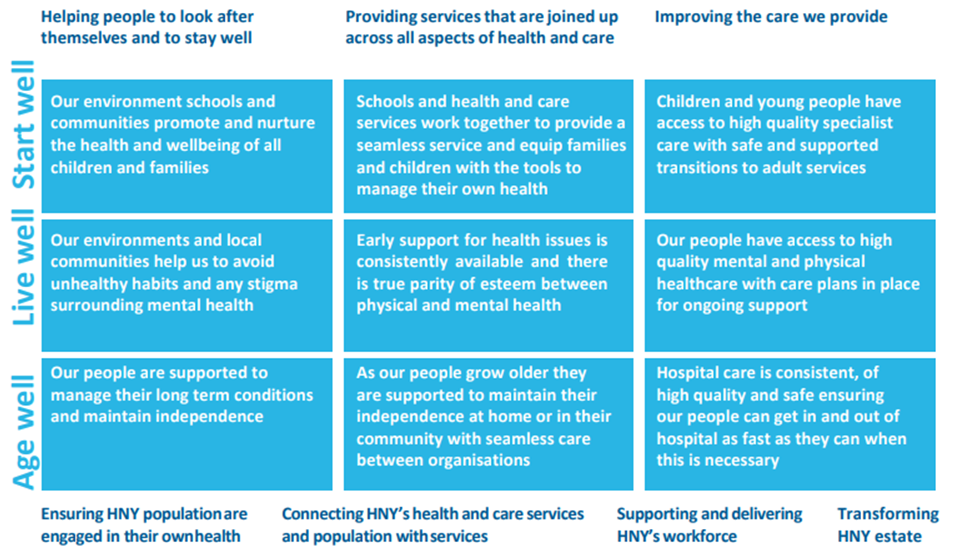 Helping people to look after
themselves and to stay well
Providing services that are joined up
across all aspects of health and care
Improving the care we provide
Start well
Our environment schools and
communities promote and nurture
the health and wellbeing of all
children and families
Schools and health and care
services work together to provide a
seamless service and equip families
and children with the tools to
manage their own health
Children and young people have
access to high quality specialist
care with safe and supported
transitions to adult services
Live well
Our environments and local
communities help us to avoid
unhealthy habits and any stigma
surrounding mental health
Early support for health issues is
consistently available and there
is true parity of esteem between
physical and mental health
Our people have access to high
quality mental and physical
healthcare with care plans in place
for ongoing support
Age well
Our people are supported to
manage their long term conditions
and maintain independence
As our people grow older they
are supported to maintain their
independence at home or in their
community with seamless care
between organisations
Hospital care is consistent, of
high quality and safe ensuring
our people can get in and out of
hospital as fast as they can when
this is necessary
Ensuring HNY population are
engaged in their own health
Connecting HNY's health and care services
and population with services
Supporting and delivering
HNY's workforce
Transforming
HNY estate